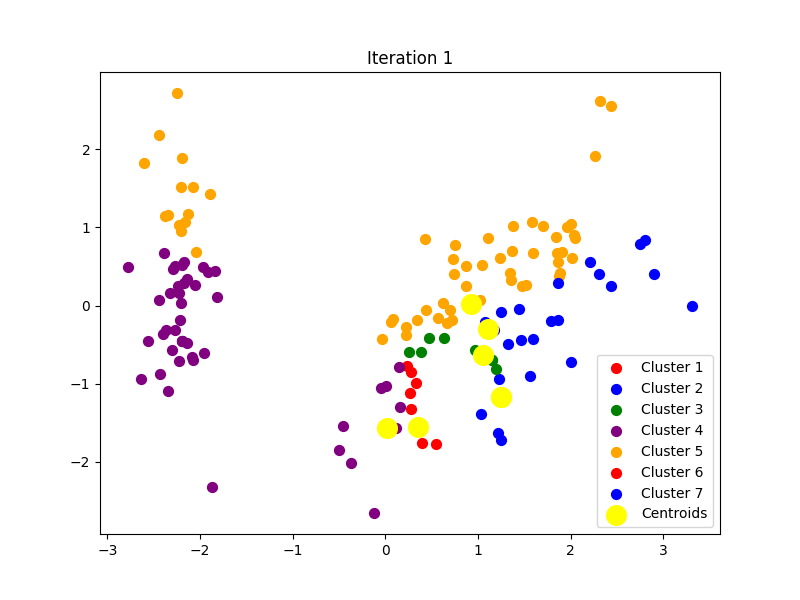 Iteration 1
2
1
0
−1
−2
−3
−2
−1
0
1
2
3
Cluster 1
Cluster 2
Cluster 3
Cluster 4
Cluster 5
Cluster 6
Cluster 7
Centroids